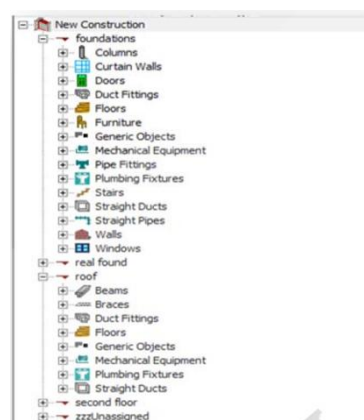 New Construction
foundations
Columns
Curtain Walls
Doors
Duct Fittings
Floors
Furniture
Generic Objects
Mechanical Equipment
Pipe Fittings
Plumbing Fixtures
Stairs
Straight Ducts
Straight Pipes
Walls
Windows
real found
roof
Beams
Braces
Duct Fittings
Floors
Generic Objects
Mechanical Equipment
Plumbing Fixtures
Straight Ducts
second floor
zzzUnassigned